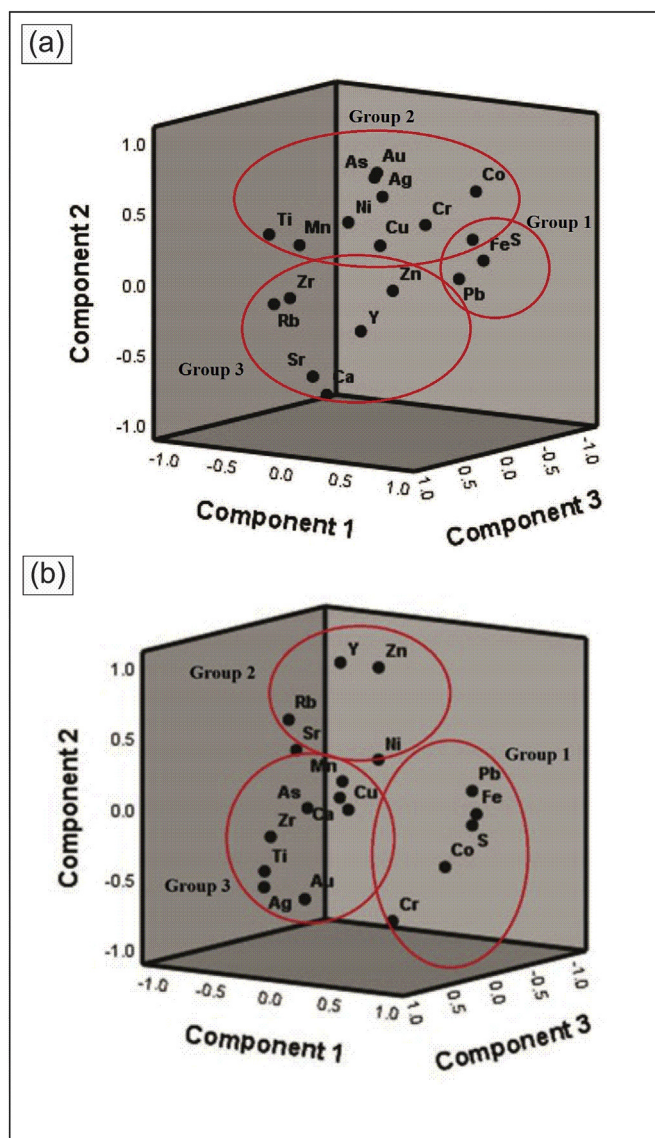 (a)
Group 2
1.0
As Au
Ag
Co
0.5
Ti Mn Ni Cu Cr
Group 1
Fe S
0.0
Zr
Zn
Pb
Rb
Y
-0.5
Group 3
Sr Ca
-1.0
Component 2
-1.0 0.0 0.5 1.0
Component 1
1.0 0.5 0.0 -0.5 -1.0
Component 3
(b)
1.0
Y Zn
Group 2
Rb
0.5
Sr
Ni
Group 1
Mn
Pb
As Ca Cu
Fe
0.0
Zr
S
Ti
Co
-0.5
Group 3
Ag Au
Cr
-1.0
Component 2
-1.0 -0.5 0.0 0.5 1.0
Component 1
1.0 0.5 0.0 -0.5 -1.0
Component 3